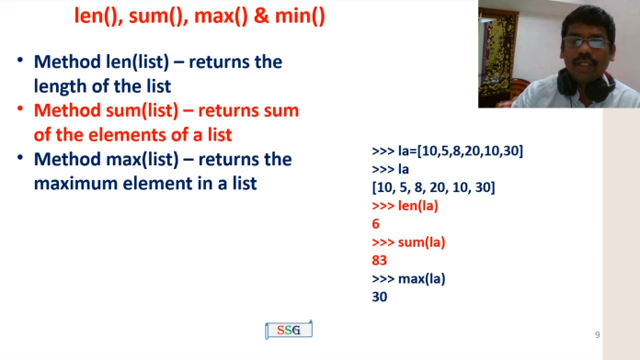 len(), sum(), max() & min()
• Method len(list) – returns the
length of the list
• Method sum(list) – returns sum
of the elements of a list
• Method max(list) – returns the
maximum element in a list
>>> la=[10,5,8,20,10,30]
>>> la
[10, 5, 8, 20, 10, 30]
>>> len(la)
6
>>> sum(la)
83
>>> max(la)
30
SSG
9